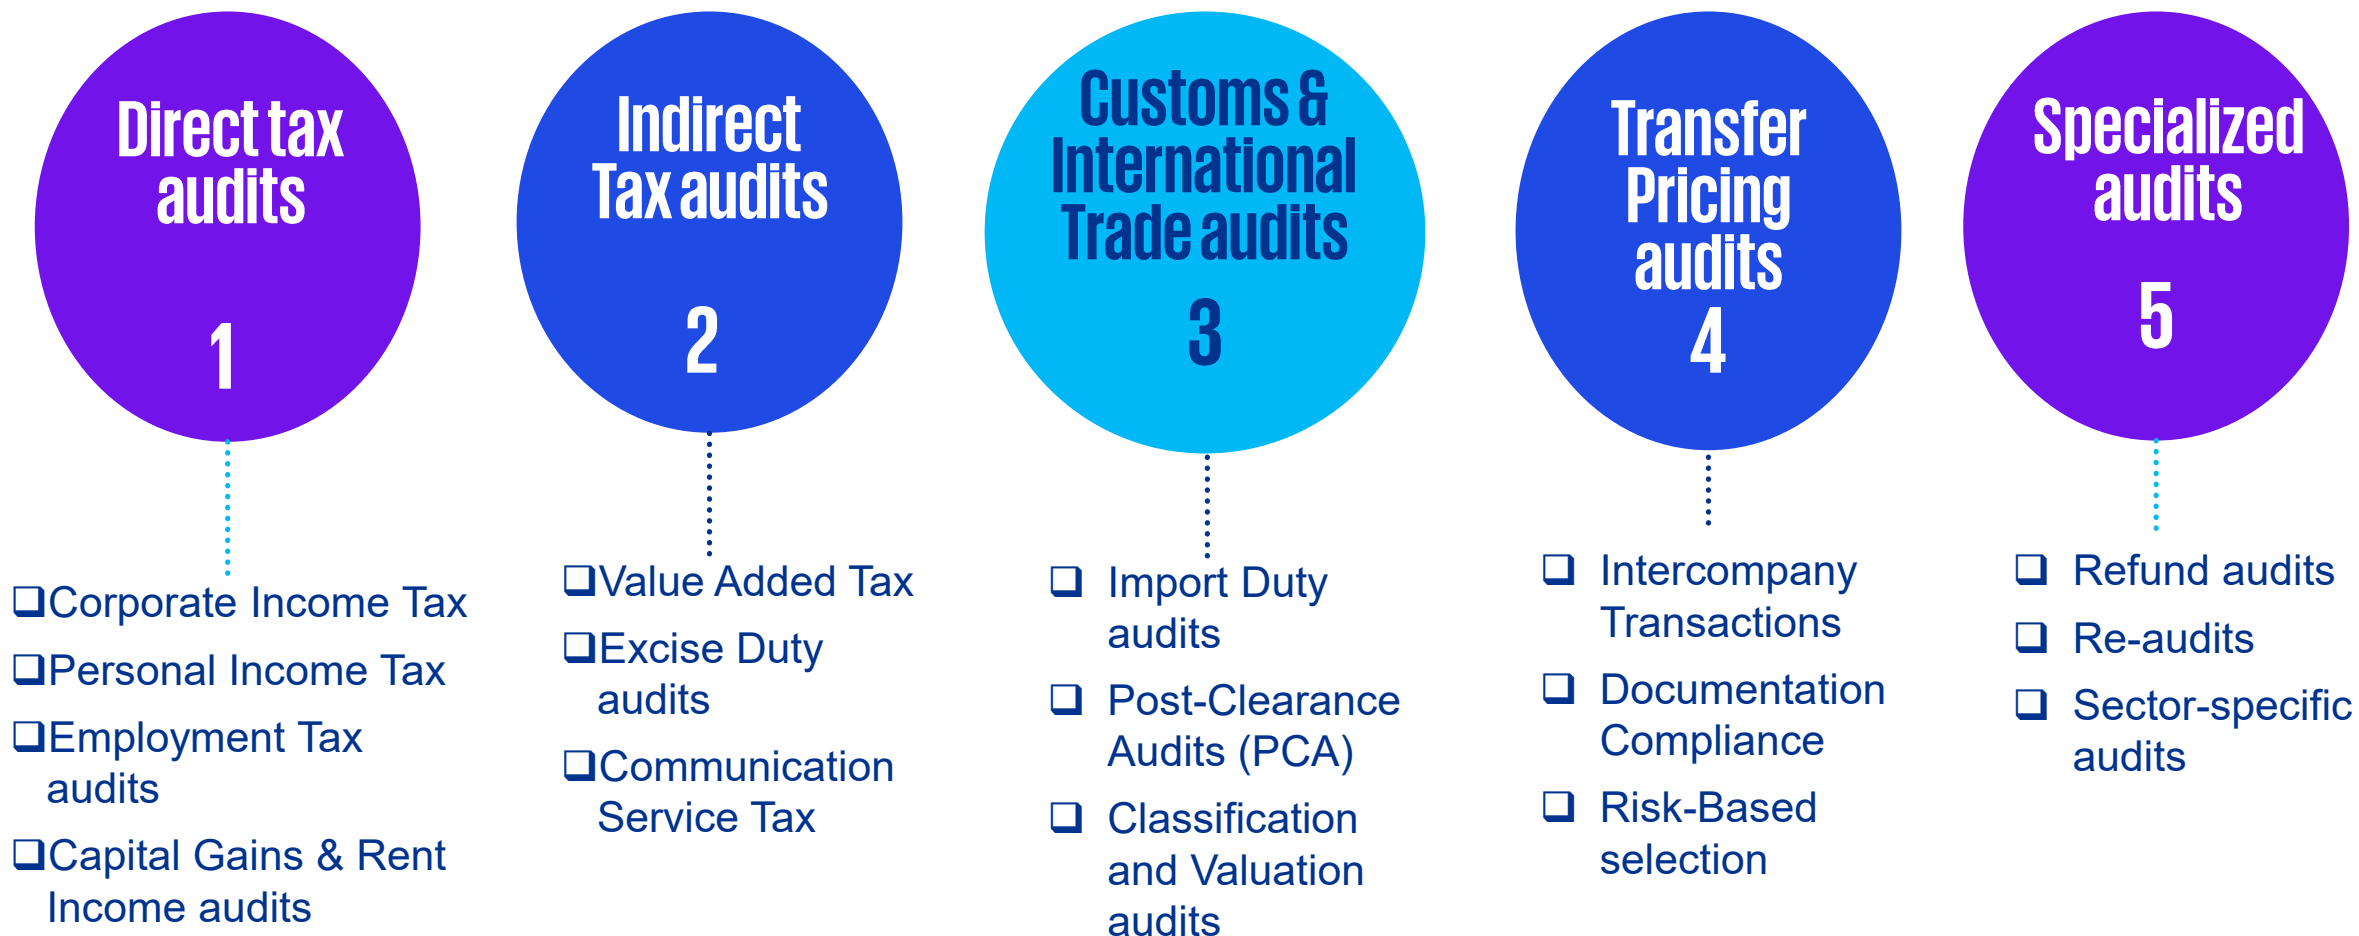 Direct tax
audits
1
Corporate Income Tax
Personal Income Tax
Employment Tax
audits
Capital Gains & Rent
Income audits
Indirect
Tax audits
2
Value Added Tax
Excise Duty
audits
Communication
Service Tax
Customs &
International
Trade audits
3
Import Duty
audits
Post-Clearance
Audits (PCA)
Classification
and Valuation
audits
Transfer
Pricing
audits
4
Intercompany
Transactions
Documentation
Compliance
Risk-Based
selection
Specialized
audits
5
Refund audits
Re-audits
Sector-specific
audits